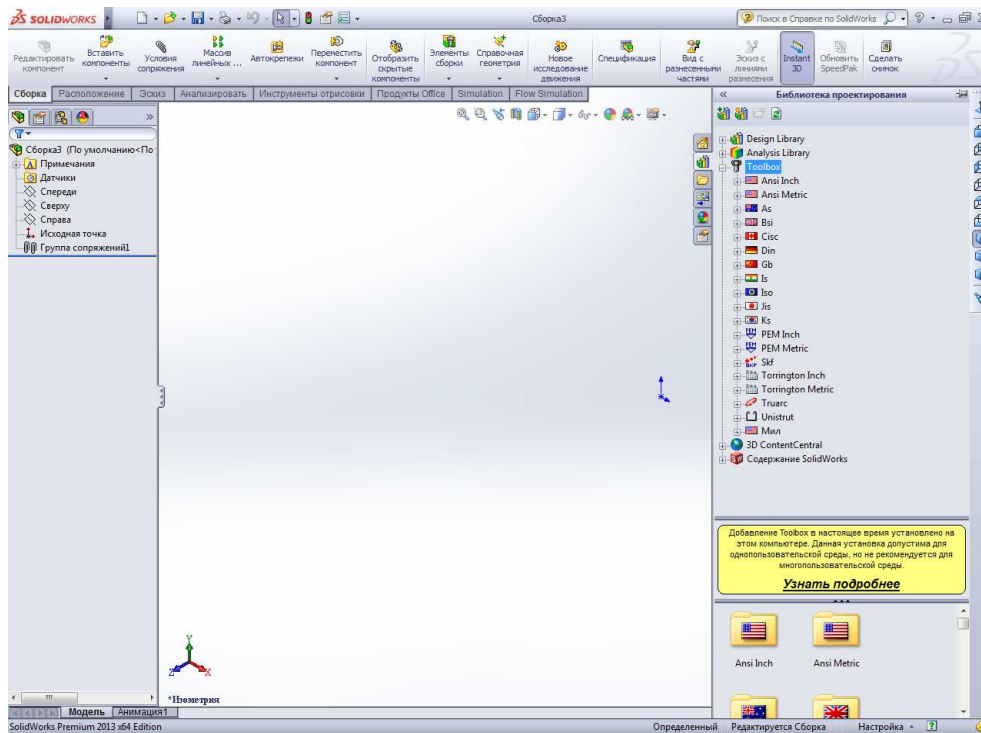 SOLIDWORKS
Сборка3
Поиск в Справке по SolidWorks
Редактировать компонент
Вставить компоненты
Условия сопряжения
Массив линейных ...
Автокрепежи
Переместить компонент
Отобразить скрытые компоненты
Элементы сборки
Справочная геометрия
Новое исследование движения
Спецификация
Вид с разнесенными частями
Эскиз с линиями разнесения
Instant 3D
Обновить SpeedPak
Сделать снимок
Сборка
Расположение
Эскиз
Анализировать
Инструменты отрисовки
Продукты Office
Simulation
Flow Simulation
Библиотека проектирования
Сборка3 (По умолчанию<По
Примечания
Датчики
Спереди
Сверху
Справа
Исходная точка
Группа сопряжений1
Design Library
Analysis Library
Toolbox
Ansi Inch
Ansi Metric
As
Bsi
Cisc
Din
Gb
Is
Iso
Jis
Ks
PEM Inch
PEM Metric
Skf
Torrington Inch
Torrington Metric
Truarc
Unistrut
Мил
3D ContentCentral
Содержание SolidWorks
Добавление Toolbox в настоящее время установлено на
этом компьютере. Данная установка допустима для
однопользовательской среды, но не рекомендуется для
многопользовательской среды.
Узнать подробнее
Ansi Inch
Ansi Metric
Y
Z
X
*Изометрия
Модель
Анимация1
SolidWorks Premium 2013 x64 Edition
Определенный
Редактируется Сборка
Настройка